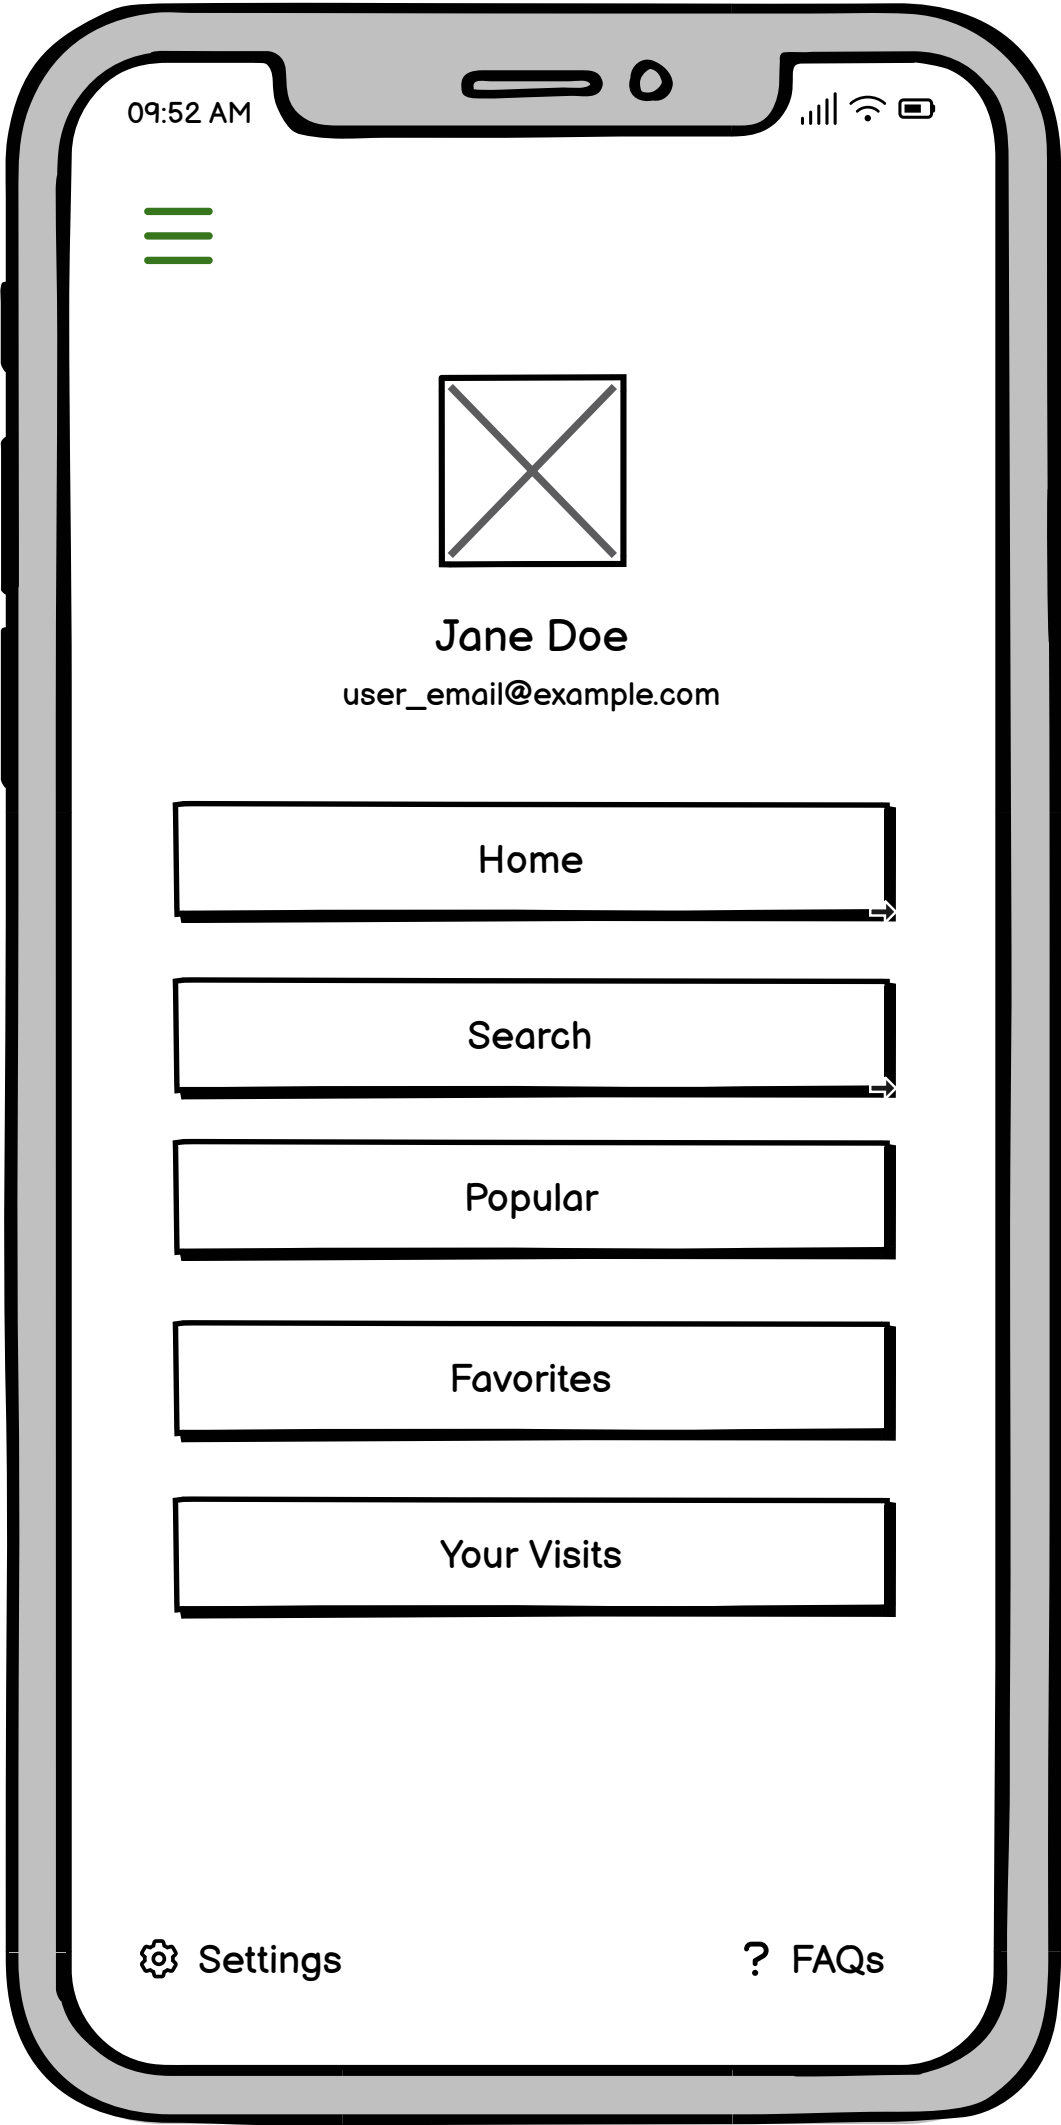 09:52 AM
Jane Doe
user_email@example.com
Home
Search
Popular
Favorites
Your Visits
Settings
? FAQs